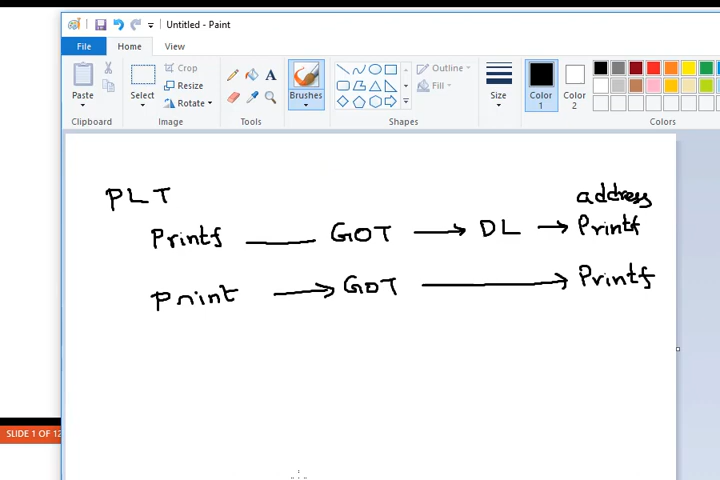 Untitled - Paint
File Home View
Paste Select Crop Resize Rotate Brushes Outline Fill Size Color 1 Color 2
Clipboard Image Tools Shapes Colors
PLT
address
Printf GOT DL Printf
Print GOT Printf
SLIDE 1 OF 12